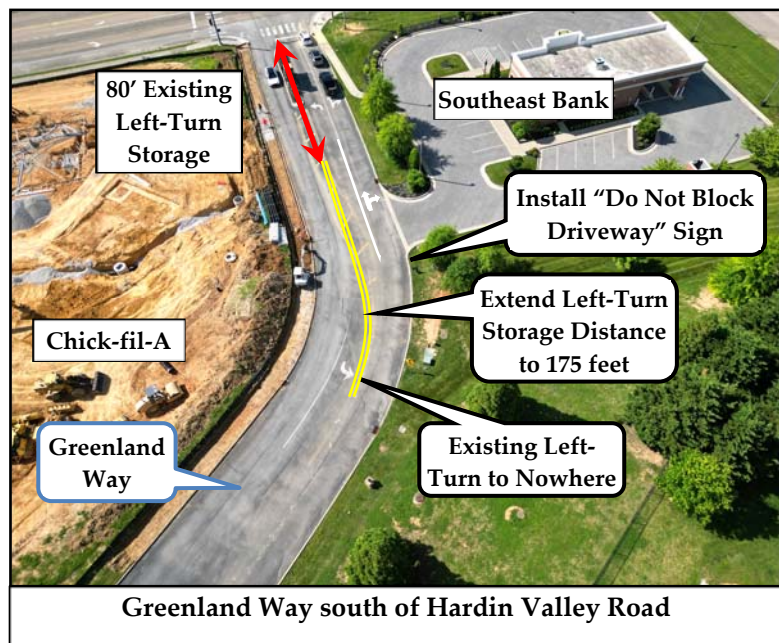 80’ Existing
Left-Turn
Storage
Southeast Bank
Install “Do Not Block
Driveway” Sign
Extend Left-Turn
Storage Distance
to 175 feet
Chick-fil-A
Greenland
Way
Existing Left-
Turn to Nowhere
Greenland Way south of Hardin Valley Road